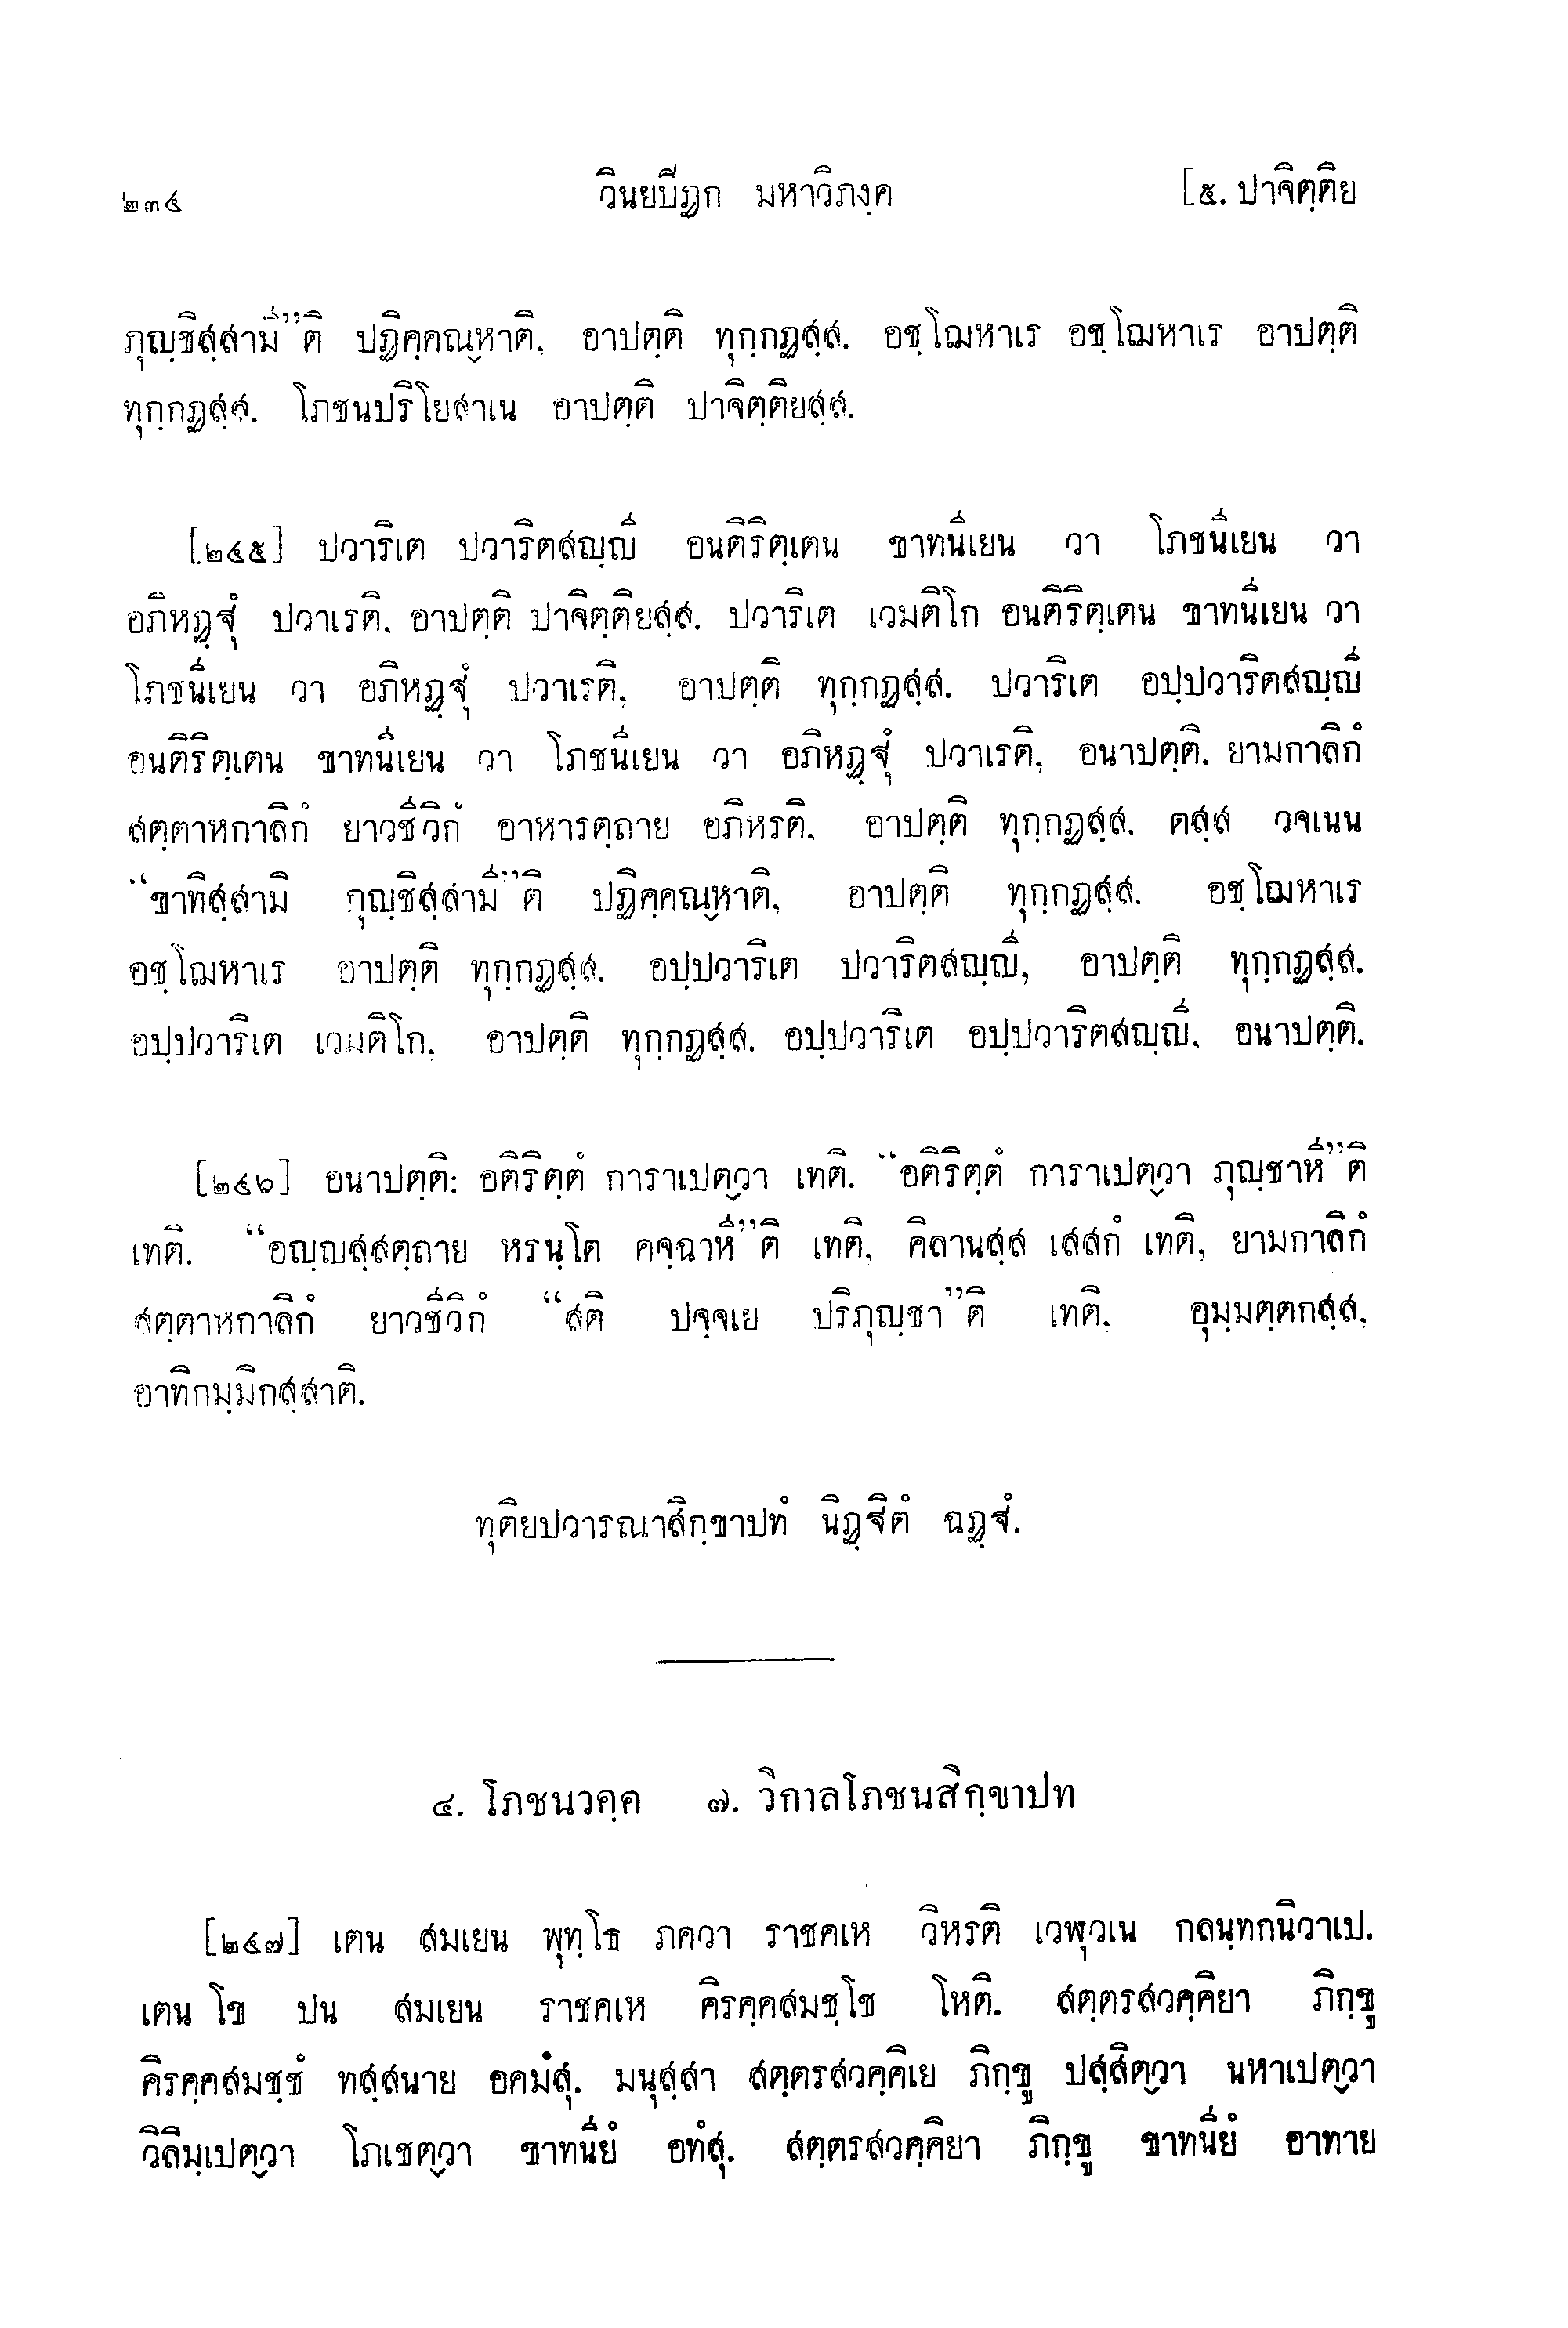 ๒๓๔ วินยปีฏก มหาวิภงฺค [๕. ปาจิตฺติย
ภุญฺชิสฺสามี”ติ ปฏิคฺคณฺหาติ, อาปตฺติ ทุกฺกฏสฺส. อชฺโฌหาเร อชฺโฌหาเร อาปตฺติ
ทุกฺกฏสฺส. โภชนปริโยสาเน อาปตฺติ ปาจิตฺติยสฺส.
[๒๔๕] ปวาริเต ปวาริตสญฺญี อนติริตฺเตน ขาทนีเยน วา โภชนีเยน วา
อภิหฏฺฐุํ ปวาเรติ, อาปตฺติ ปาจิตฺติยสฺส. ปวาริเต เวมติโก อนติริตฺเตน ขาทนีเยน วา
โภชนีเยน วา อภิหฏฺฐุํ ปวาเรติ, อาปตฺติ ทุกฺกฏสฺส. ปวาริเต อปฺปวาริตสญฺญี
อนติริตฺเตน ขาทนีเยน วา โภชนีเยน วา อภิหฏฺฐุํ ปวาเรติ, อนาปตฺติ. ยามกาลิกํ
สตฺตาหกาลิกํ ยาวชีวิกํ อาหารตฺถาย อภิหรติ, อาปตฺติ ทุกฺกฏสฺส. ตสฺส วจเนน
“ขาทิสฺสามิ ภุญฺชิสฺสามี”ติ ปฏิคฺคณฺหาติ, อาปตฺติ ทุกฺกฏสฺส. อชฺโฌหาเร
อชฺโฌหาเร อาปตฺติ ทุกฺกฏสฺส. อปฺปวาริเต ปวาริตสญฺญี, อาปตฺติ ทุกฺกฏสฺส.
อปฺปวาริเต เวมติโก, อาปตฺติ ทุกฺกฏสฺส. อปฺปวาริเต อปฺปวาริตสญฺญี, อนาปตฺติ.
[๒๔๖] อนาปตฺติ: อติริตฺตํ การาเปตฺวา เทติ. “อติริตฺตํ การาเปตฺวา ภุญฺชาหี”ติ
เทติ. “อญฺญสฺสตฺถาย หรนฺโต คจฺฉาหี”ติ เทติ, คิลานสฺส เสสกํ เทติ, ยามกาลิกํ
สตฺตาหกาลิกํ ยาวชีวิกํ “สติ ปจฺจเย ปริภุญฺชา”ติ เทติ, อุมฺมตฺตกสฺส,
อาทิกมฺมิกสฺสาติ.
ทุติยปวารณาสิกฺขาปทํ นิฏฺฐิตํ ฉฏฺฐํ.
๔. โภชนวคฺค ๗. วิกาลโภชนสิกฺขาปท
[๒๔๗] เตน สมเยน พุทฺโธ ภควา ราชคเห วิหรติ เวฬุวเน กลนฺทกนิวาเป.
เตน โข ปน สมเยน ราชคเห คิรคฺคสมชฺโช โหติ. สตฺตรสวคฺคิยา ภิกฺขู
คิรคฺคสมชฺชํ ทสฺสนาย อคมํสุ. มนุสฺสา สตฺตรสวคฺคิเย ภิกฺขู ปสฺสิตฺวา นหาเปตฺวา
วิลิมฺเปตฺวา โภเชตฺวา ขาทนียํ อทํสุ. สตฺตรสวคฺคิยา ภิกฺขู ขาทนียํ อาทาย